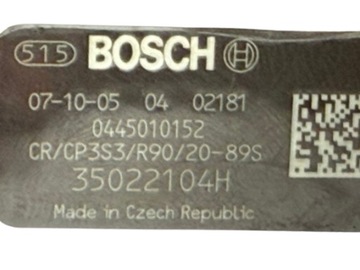 515 BOSCH
07-10-05 04 02181
0445010152
CR/CP3S3/R90/20-89S
35022104H
Made in Czech Republic